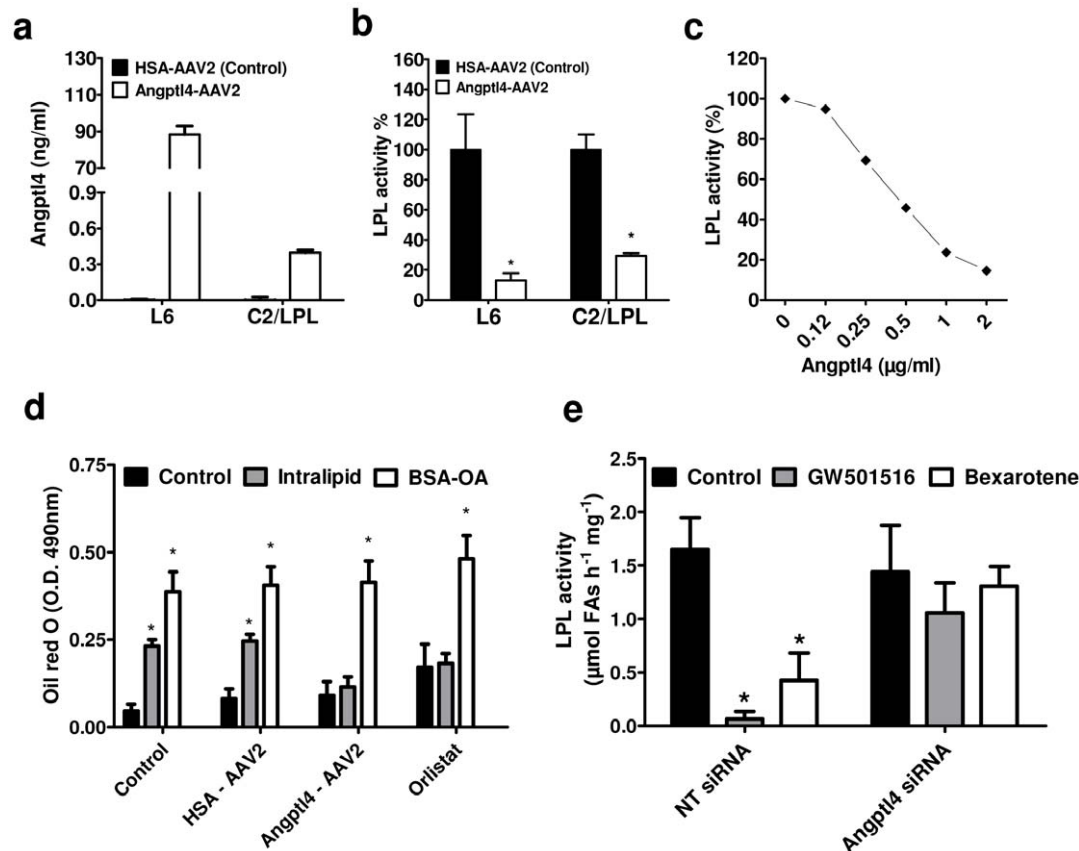 a
HSA-AAV2 (Control)
Angptl4-AAV2
Angptl4 (ng/ml)
130
110
90
70
0.9
0.6
0.3
0.0
L6
C2/LPL
b
HSA-AAV2 (Control)
Angptl4-AAV2
LPL activity %
120
100
80
60
40
20
0
*
*
L6
C2/LPL
c
LPL activity (%)
120
100
80
60
40
20
0
0
0.12
0.25
0.5
1
2
Angptl4 (µg/ml)
d
Control
Intralipid
BSA-OA
Oil red O (O.D. 490nm)
0.75
0.50
0.25
0.00
*
*
*
*
*
*
Control
HSA - AAV2
Angptl4 - AAV2
Orlistat
e
Control
GW501516
Bexarotene
LPL activity
(µmol FAs h⁻¹ mg⁻¹)
2.5
2.0
1.5
1.0
0.5
0.0
*
*
NT siRNA
Angptl4 siRNA